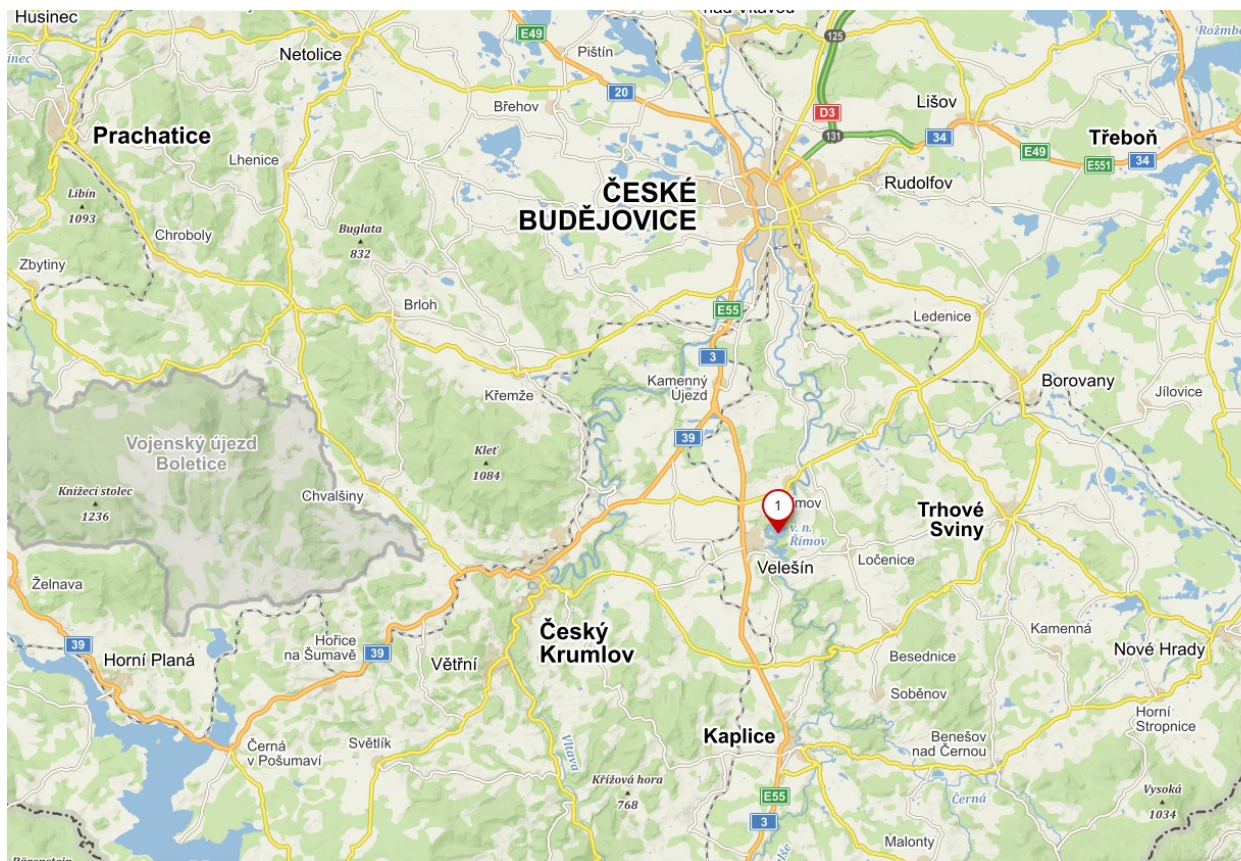 Husinec
nad Vltavou
E49
125
Netolice
Pištín
20
Břehov
Lišov
D3
131
34
E49
E551
34
Třeboň
Prachatice
Lhenice
ČESKÉ
BUDĚJOVICE
Rudolfov
Libín
1093
Buglata
832
Chroboly
Zbytiny
Brloh
E55
Ledenice
3
Kamenný
Újezd
Borovany
Jílovice
Křemže
39
Vojenský újezd
Boletice
Kleť
1084
Knížecí stolec
1236
Chvalšiny
1
v. n.
Římov
Trhové
Sviny
Velešín
Ločenice
Želnava
39
Horní Planá
Hořice
na Šumavě
39
Větřní
Český
Krumlov
Kamenná
Nové Hrady
Besednice
Soběnov
Horní
Stropnice
Kaplice
Benešov
nad Černou
Černá
v Pošumaví
Světlík
Vltava
Křížová hora
768
E55
3
Černá
Vysoká
1034
Malonty